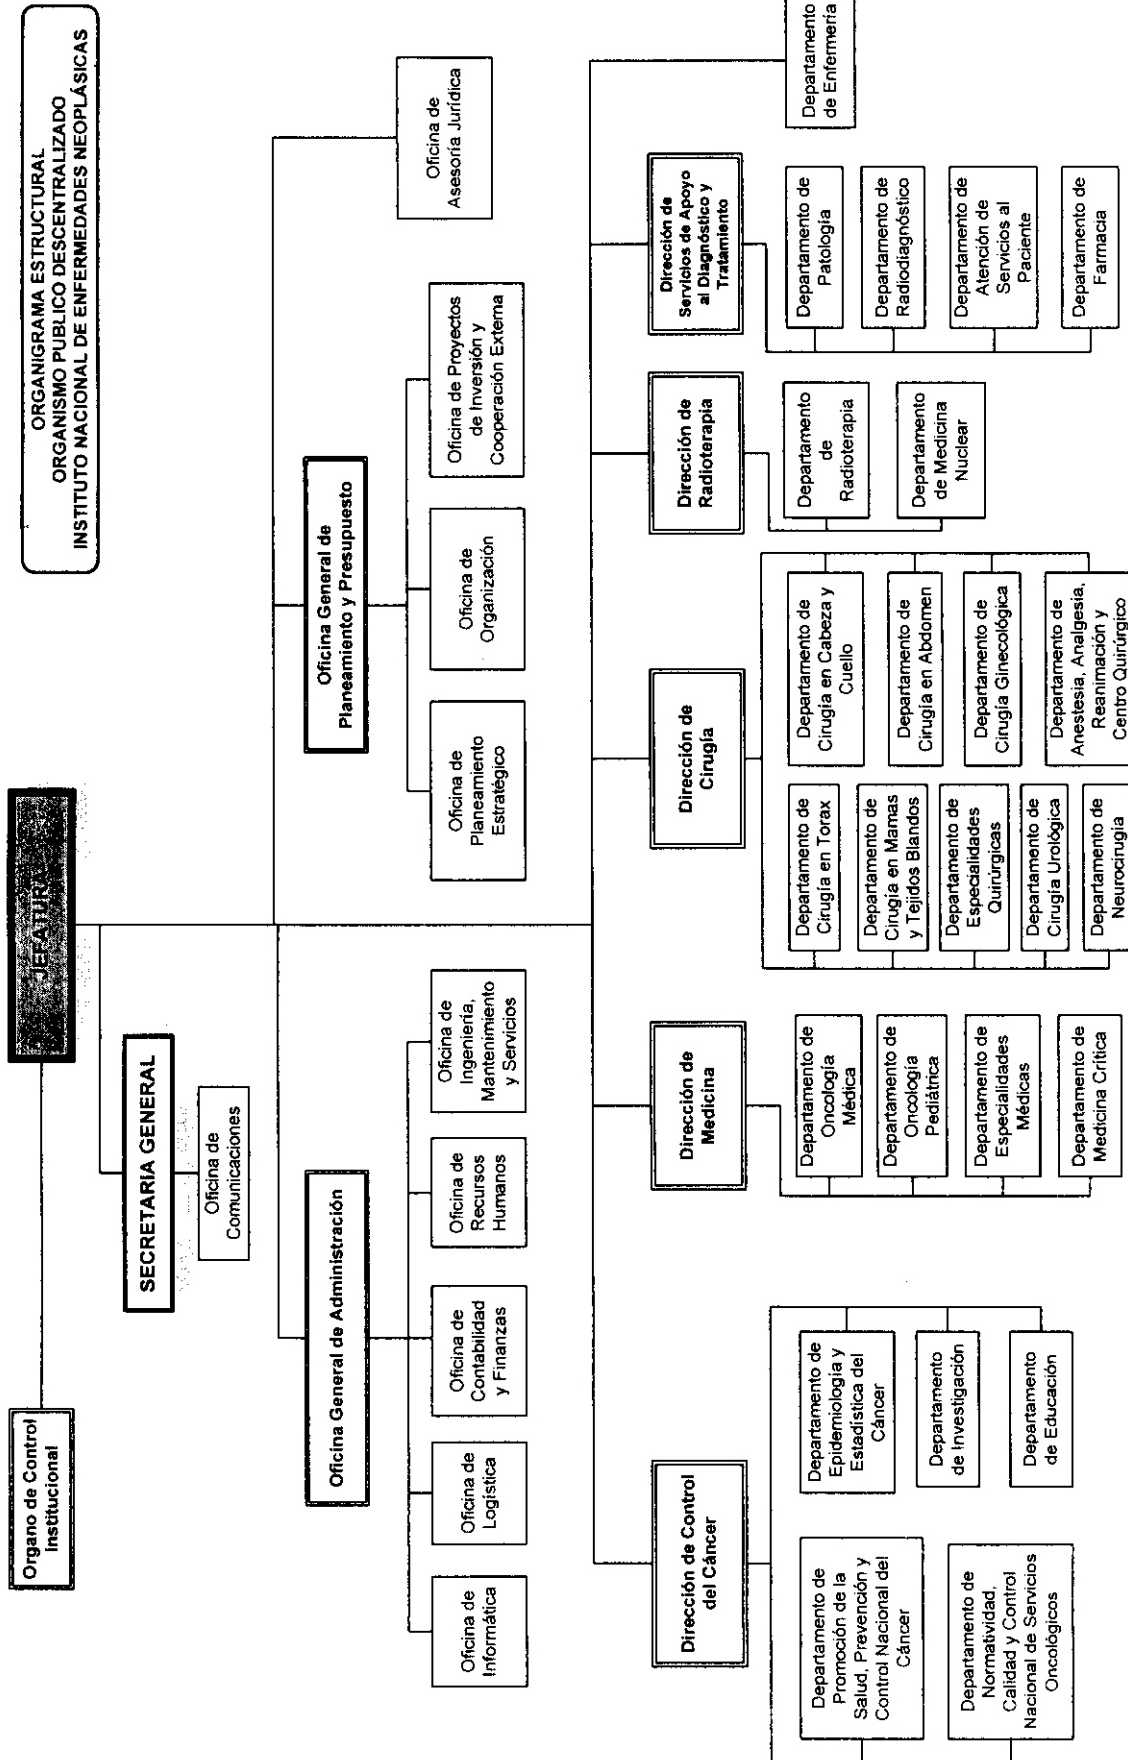 ORGANIGRAMA ESTRUCTURAL
ORGANISMO PUBLICO DESCENTRALIZADO
INSTITUTO NACIONAL DE ENFERMEDADES NEOPLÁSICAS
JEFATURA
Organo de Control
Institucional
SECRETARIA GENERAL
Oficina de
Comunicaciones
Oficina General de Administración
Oficina General de
Planeamiento y Presupuesto
Oficina de
Asesoría Jurídica
Oficina de
Informática
Oficina de
Logística
Oficina de
Contabilidad
y Finanzas
Oficina de
Recursos
Humanos
Oficina de
Ingeniería,
Mantenimiento
y Servicios
Oficina de
Planeamiento
Estratégico
Oficina de
Organización
Oficina de Proyectos
de Inversión y
Cooperación Externa
Dirección de Control
del Cáncer
Departamento de
Promoción de la
Salud, Prevención y
Control Nacional del
Cáncer
Departamento de
Normatividad,
Calidad y Control
Nacional de Servicios
Oncológicos
Departamento de
Epidemiología y
Estadística del
Cáncer
Departamento
de Investigación
Departamento
de Educación
Dirección de
Medicina
Departamento de
Oncología
Médica
Departamento de
Oncología
Pediátrica
Departamento de
Especialidades
Médicas
Departamento de
Medicina Crítica
Dirección de
Cirugía
Departamento de
Cirugía en Torax
Departamento de
Cirugía en Mamas
y Tejidos Blandos
Departamento de
Especialidades
Quirúrgicas
Departamento de
Cirugía Urológica
Departamento de
Neurocirugia
Departamento de
Cirugía en Cabeza y
Cuello
Departamento de
Cirugía en Abdomen
Departamento de
Cirugía Ginecológica
Departamento de
Anestesia, Analgesia,
Reanimación y
Centro Quirúrgico
Dirección de
Radioterapia
Departamento
de
Radioterapia
Departamento
de Medicina
Nuclear
Dirección de
Servicios de Apoyo
al Diagnóstico y
Tratamiento
Departamento de
Patología
Departamento de
Radiodiagnóstico
Departamento de
Atención de
Servicios al
Paciente
Departamento de
Farmacia
Departamento
de Enfermería